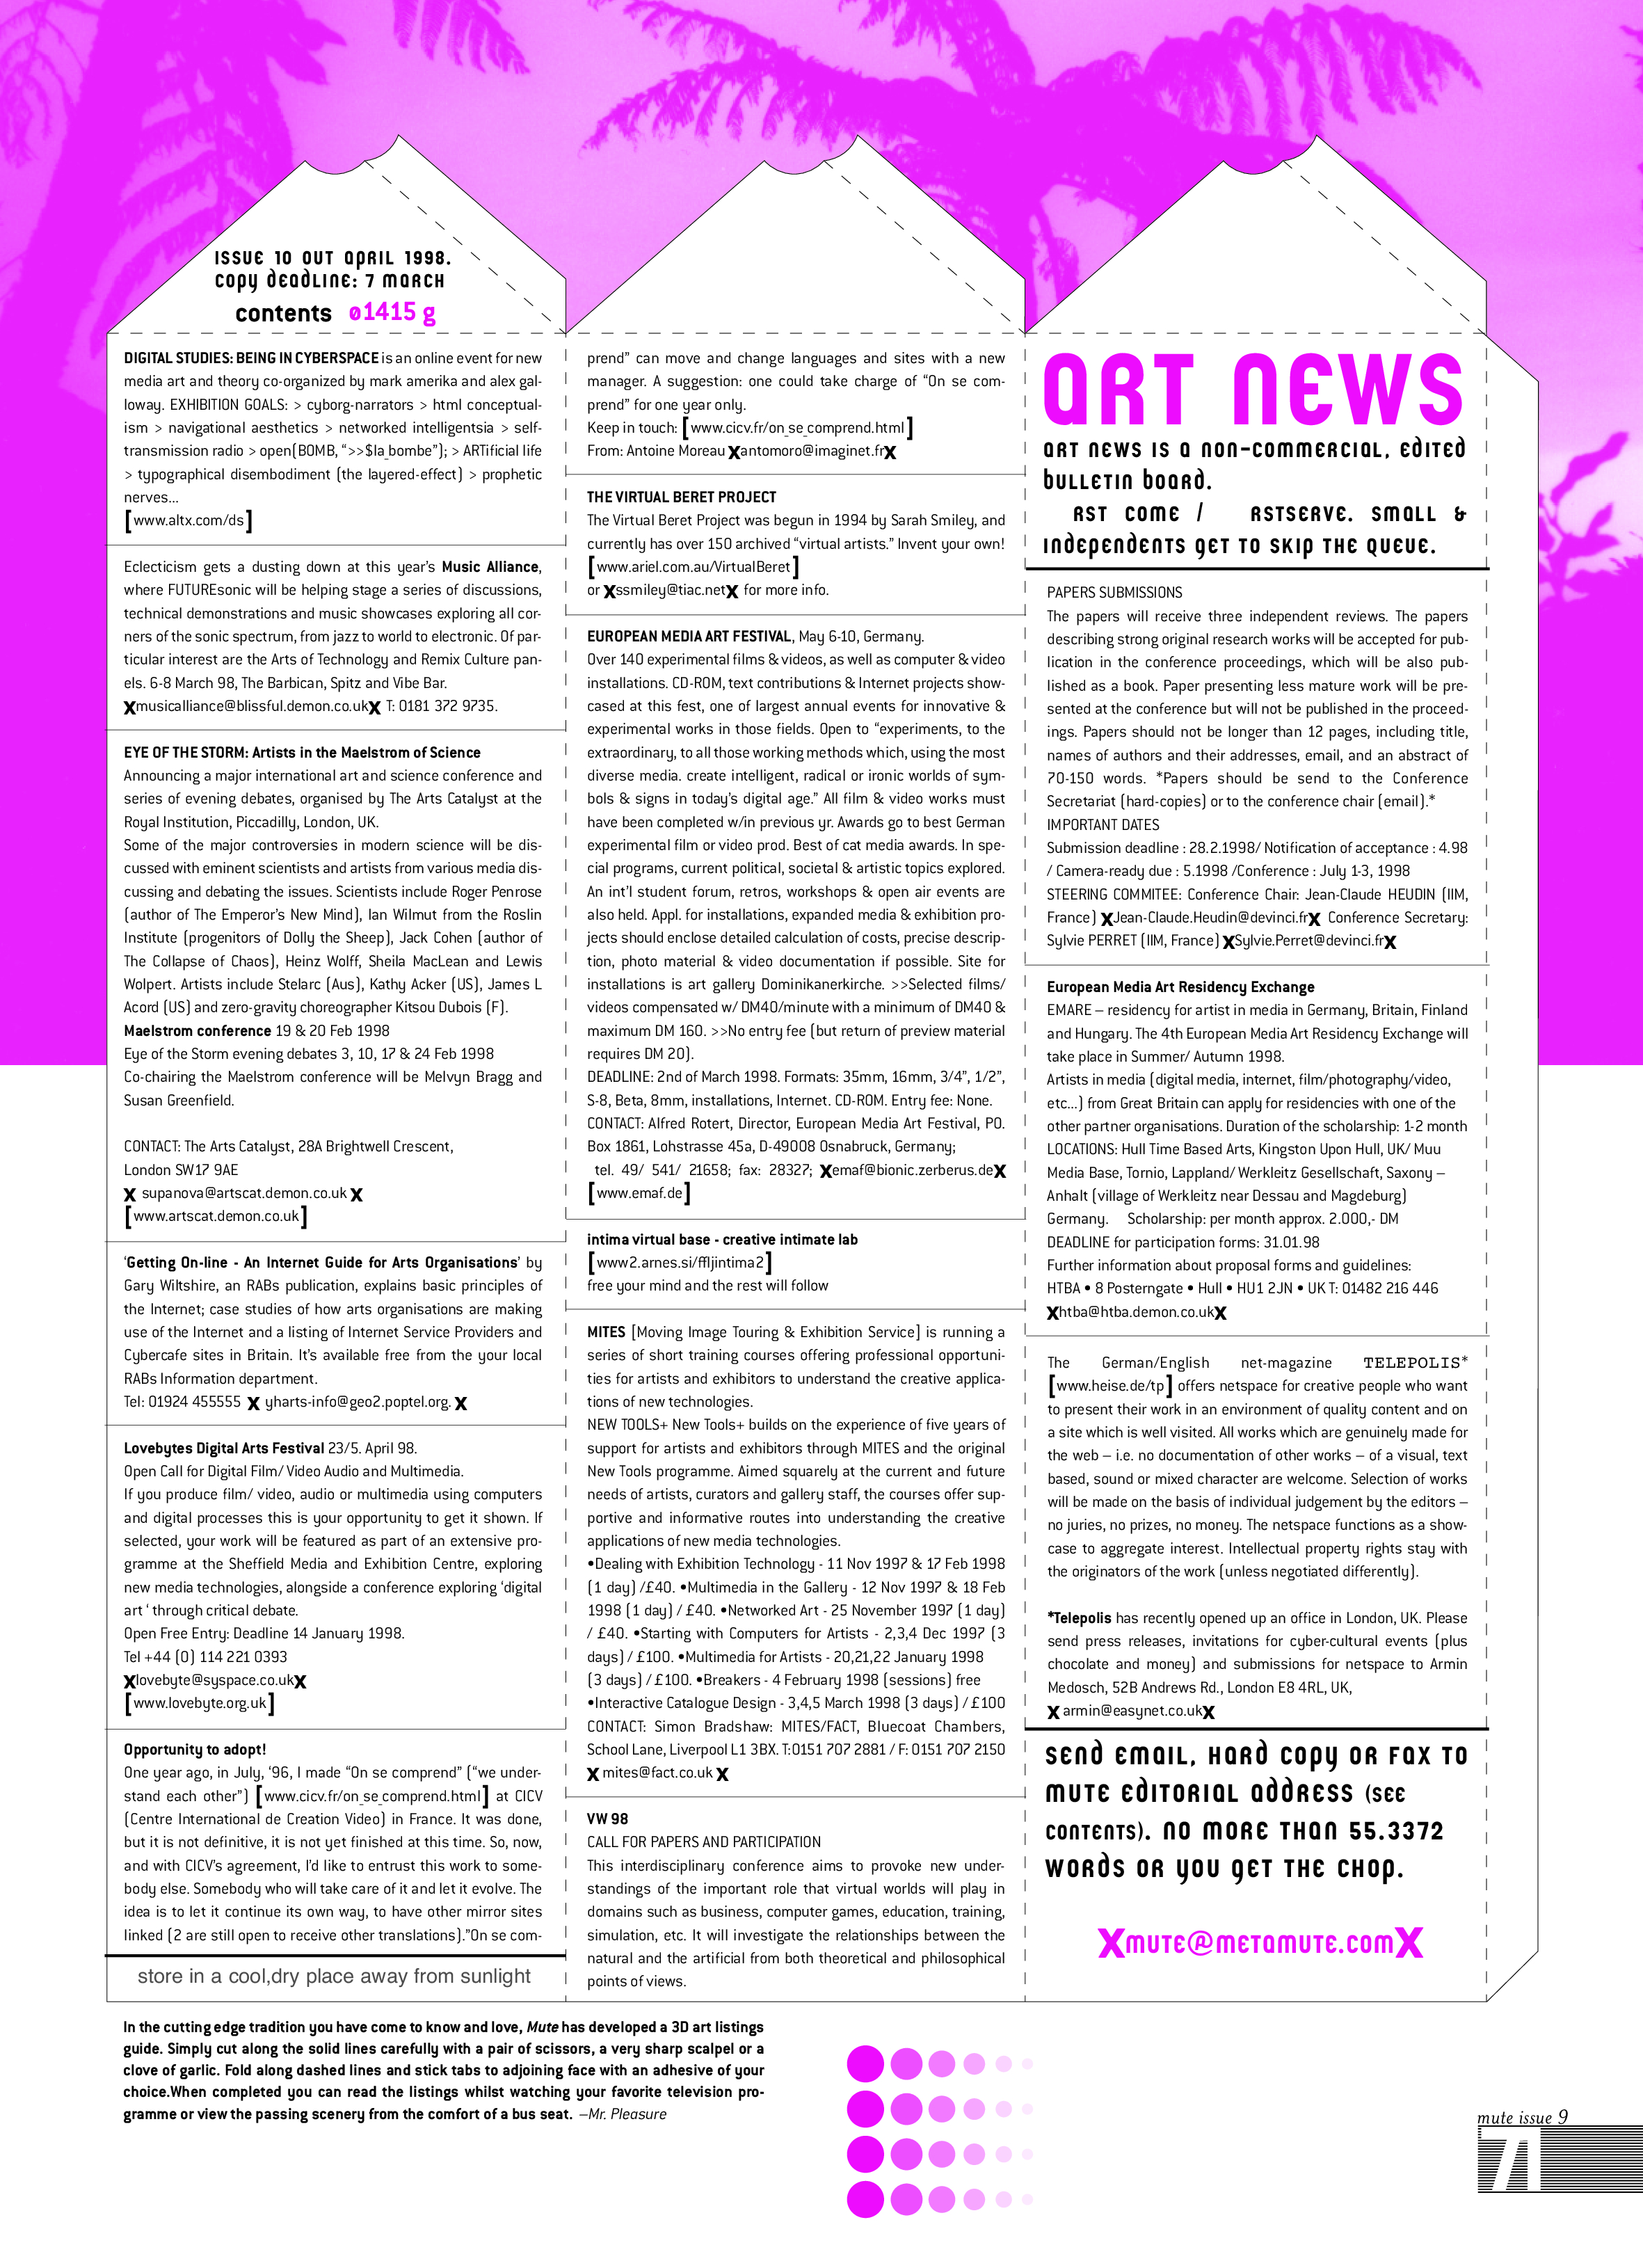 ISSUE 10 OUT APRIL 1998.
COPY DEADLINE: 7 MARCH
contents ø1415 g
DIGITAL STUDIES: BEING IN CYBERSPACE is an online event for new
media art and theory co-organized by mark amerika and alex gal-
loway. EXHIBITION GOALS: > cyborg-narrators > html conceptual-
ism > navigational aesthetics > networked intelligentsia > self-
transmission radio > open(BOMB, “>>$la_bombe”); > ARTificial life
> typographical disembodiment (the layered-effect) > prophetic
nerves...
[www.altx.com/ds]
Eclecticism gets a dusting down at this year’s Music Alliance,
where FUTUREsonic will be helping stage a series of discussions,
technical demonstrations and music showcases exploring all cor-
ners of the sonic spectrum, from jazz to world to electronic. Of par-
ticular interest are the Arts of Technology and Remix Culture pan-
els. 6-8 March 98, The Barbican, Spitz and Vibe Bar.
Xmusicalliance@blissful.demon.co.ukX T: 0181 372 9735.
EYE OF THE STORM: Artists in the Maelstrom of Science
Announcing a major international art and science conference and
series of evening debates, organised by The Arts Catalyst at the
Royal Institution, Piccadilly, London, UK.
Some of the major controversies in modern science will be dis-
cussed with eminent scientists and artists from various media dis-
cussing and debating the issues. Scientists include Roger Penrose
(author of The Emperor’s New Mind), Ian Wilmut from the Roslin
Institute (progenitors of Dolly the Sheep), Jack Cohen (author of
The Collapse of Chaos), Heinz Wolff, Sheila MacLean and Lewis
Wolpert. Artists include Stelarc (Aus), Kathy Acker (US), James L
Acord (US) and zero-gravity choreographer Kitsou Dubois (F).
Maelstrom conference 19 & 20 Feb 1998
Eye of the Storm evening debates 3, 10, 17 & 24 Feb 1998
Co-chairing the Maelstrom conference will be Melvyn Bragg and
Susan Greenfield.
CONTACT: The Arts Catalyst, 28A Brightwell Crescent,
London SW17 9AE
X supanova@artscat.demon.co.uk X
[www.artscat.demon.co.uk]
‘Getting On-line - An Internet Guide for Arts Organisations’ by
Gary Wiltshire, an RABs publication, explains basic principles of
the Internet; case studies of how arts organisations are making
use of the Internet and a listing of Internet Service Providers and
Cybercafe sites in Britain. It’s available free from the your local
RABs Information department.
Tel: 01924 455555 X yharts-info@geo2.poptel.org. X
Lovebytes Digital Arts Festival 23/5. April 98.
Open Call for Digital Film/ Video Audio and Multimedia.
If you produce film/ video, audio or multimedia using computers
and digital processes this is your opportunity to get it shown. If
selected, your work will be featured as part of an extensive pro-
gramme at the Sheffield Media and Exhibition Centre, exploring
new media technologies, alongside a conference exploring ‘digital
art ‘ through critical debate.
Open Free Entry: Deadline 14 January 1998.
Tel +44 (0) 114 221 0393
Xlovebyte@syspace.co.ukX
[www.lovebyte.org.uk]
Opportunity to adopt!
One year ago, in July, ‘96, I made “On se comprend” (“we under-
stand each other”) [www.cicv.fr/on_se_comprend.html] at CICV
(Centre International de Creation Video) in France. It was done,
but it is not definitive, it is not yet finished at this time. So, now,
and with CICV’s agreement, I’d like to entrust this work to some-
body else. Somebody who will take care of it and let it evolve. The
idea is to let it continue its own way, to have other mirror sites
linked (2 are still open to receive other translations).”On se com-
store in a cool,dry place away from sunlight
prend” can move and change languages and sites with a new
manager. A suggestion: one could take charge of “On se com-
prend” for one year only.
Keep in touch: [www.cicv.fr/on_se_comprend.html]
From: Antoine Moreau Xantomoro@imaginet.frX
THE VIRTUAL BERET PROJECT
The Virtual Beret Project was begun in 1994 by Sarah Smiley, and
currently has over 150 archived “virtual artists.” Invent your own!
[www.ariel.com.au/VirtualBeret]
or Xssmiley@tiac.netX for more info.
EUROPEAN MEDIA ART FESTIVAL, May 6-10, Germany.
Over 140 experimental films & videos, as well as computer & video
installations. CD-ROM, text contributions & Internet projects show-
cased at this fest, one of largest annual events for innovative &
experimental works in those fields. Open to “experiments, to the
extraordinary, to all those working methods which, using the most
diverse media. create intelligent, radical or ironic worlds of sym-
bols & signs in today’s digital age.” All film & video works must
have been completed w/in previous yr. Awards go to best German
experimental film or video prod. Best of cat media awards. In spe-
cial programs, current political, societal & artistic topics explored.
An int’l student forum, retros, workshops & open air events are
also held. Appl. for installations, expanded media & exhibition pro-
jects should enclose detailed calculation of costs, precise descrip-
tion, photo material & video documentation if possible. Site for
installations is art gallery Dominikanerkirche. >>Selected films/
videos compensated w/ DM40/minute with a minimum of DM40 &
maximum DM 160. >>No entry fee (but return of preview material
requires DM 20).
DEADLINE: 2nd of March 1998. Formats: 35mm, 16mm, 3/4”, 1/2”,
S-8, Beta, 8mm, installations, Internet. CD-ROM. Entry fee: None.
CONTACT: Alfred Rotert, Director, European Media Art Festival, PO.
Box 1861, Lohstrasse 45a, D-49008 Osnabruck, Germany;
tel. 49/ 541/ 21658; fax: 28327; Xemaf@bionic.zerberus.deX
[www.emaf.de]
intima virtual base - creative intimate lab
[www2.arnes.si/ffljintima2]
free your mind and the rest will follow
MITES [Moving Image Touring & Exhibition Service] is running a
series of short training courses offering professional opportuni-
ties for artists and exhibitors to understand the creative applica-
tions of new technologies.
NEW TOOLS+ New Tools+ builds on the experience of five years of
support for artists and exhibitors through MITES and the original
New Tools programme. Aimed squarely at the current and future
needs of artists, curators and gallery staff, the courses offer sup-
portive and informative routes into understanding the creative
applications of new media technologies.
•Dealing with Exhibition Technology - 11 Nov 1997 & 17 Feb 1998
(1 day) /£40. •Multimedia in the Gallery - 12 Nov 1997 & 18 Feb
1998 (1 day) / £40. •Networked Art - 25 November 1997 (1 day)
/ £40. •Starting with Computers for Artists - 2,3,4 Dec 1997 (3
days) / £100. •Multimedia for Artists - 20,21,22 January 1998
(3 days) / £100. •Breakers - 4 February 1998 (sessions) free
•Interactive Catalogue Design - 3,4,5 March 1998 (3 days) / £100
CONTACT: Simon Bradshaw: MITES/FACT, Bluecoat Chambers,
School Lane, Liverpool L1 3BX. T:0151 707 2881 / F: 0151 707 2150
X mites@fact.co.uk X
VW 98
CALL FOR PAPERS AND PARTICIPATION
This interdisciplinary conference aims to provoke new under-
standings of the important role that virtual worlds will play in
domains such as business, computer games, education, training,
simulation, etc. It will investigate the relationships between the
natural and the artificial from both theoretical and philosophical
points of views.
ART NEWS
ART NEWS IS A NON-COMMERCIAL, EDITED
BULLETIN BOARD.
RST COME / RSTSERVE. SMALL &
INDEPENDENTS GET TO SKIP THE QUEUE.
PAPERS SUBMISSIONS
The papers will receive three independent reviews. The papers
describing strong original research works will be accepted for pub-
lication in the conference proceedings, which will be also pub-
lished as a book. Paper presenting less mature work will be pre-
sented at the conference but will not be published in the proceed-
ings. Papers should not be longer than 12 pages, including title,
names of authors and their addresses, email, and an abstract of
70-150 words. *Papers should be send to the Conference
Secretariat (hard-copies) or to the conference chair (email).*
IMPORTANT DATES
Submission deadline : 28.2.1998/ Notification of acceptance : 4.98
/ Camera-ready due : 5.1998 /Conference : July 1-3, 1998
STEERING COMMITEE: Conference Chair: Jean-Claude HEUDIN (IIM,
France) XJean-Claude.Heudin@devinci.frX Conference Secretary:
Sylvie PERRET (IIM, France) XSylvie.Perret@devinci.frX
European Media Art Residency Exchange
EMARE – residency for artist in media in Germany, Britain, Finland
and Hungary. The 4th European Media Art Residency Exchange will
take place in Summer/ Autumn 1998.
Artists in media (digital media, internet, film/photography/video,
etc...) from Great Britain can apply for residencies with one of the
other partner organisations. Duration of the scholarship: 1-2 month
LOCATIONS: Hull Time Based Arts, Kingston Upon Hull, UK/ Muu
Media Base, Tornio, Lappland/ Werkleitz Gesellschaft, Saxony –
Anhalt (village of Werkleitz near Dessau and Magdeburg)
Germany. Scholarship: per month approx. 2.000,- DM
DEADLINE for participation forms: 31.01.98
Further information about proposal forms and guidelines:
HTBA • 8 Posterngate • Hull • HU1 2JN • UK T: 01482 216 446
Xhtba@htba.demon.co.ukX
The German/English net-magazine TELEPOLIS*
[www.heise.de/tp] offers netspace for creative people who want
to present their work in an environment of quality content and on
a site which is well visited. All works which are genuinely made for
the web – i.e. no documentation of other works – of a visual, text
based, sound or mixed character are welcome. Selection of works
will be made on the basis of individual judgement by the editors –
no juries, no prizes, no money. The netspace functions as a show-
case to aggregate interest. Intellectual property rights stay with
the originators of the work (unless negotiated differently).
*Telepolis has recently opened up an office in London, UK. Please
send press releases, invitations for cyber-cultural events (plus
chocolate and money) and submissions for netspace to Armin
Medosch, 52B Andrews Rd., London E8 4RL, UK,
X armin@easynet.co.ukX
SEND EMAIL, HARD COPY OR FAX TO
MUTE EDITORIAL ADDRESS (SEE
CONTENTS). NO MORE THAN 55.3372
WORDS OR YOU GET THE CHOP.
XMUTE@METAMUTE.COMX
In the cutting edge tradition you have come to know and love, Mute has developed a 3D art listings
guide. Simply cut along the solid lines carefully with a pair of scissors, a very sharp scalpel or a
clove of garlic. Fold along dashed lines and stick tabs to adjoining face with an adhesive of your
choice.When completed you can read the listings whilst watching your favorite television pro-
gramme or view the passing scenery from the comfort of a bus seat. –Mr. Pleasure
mute issue 9
71